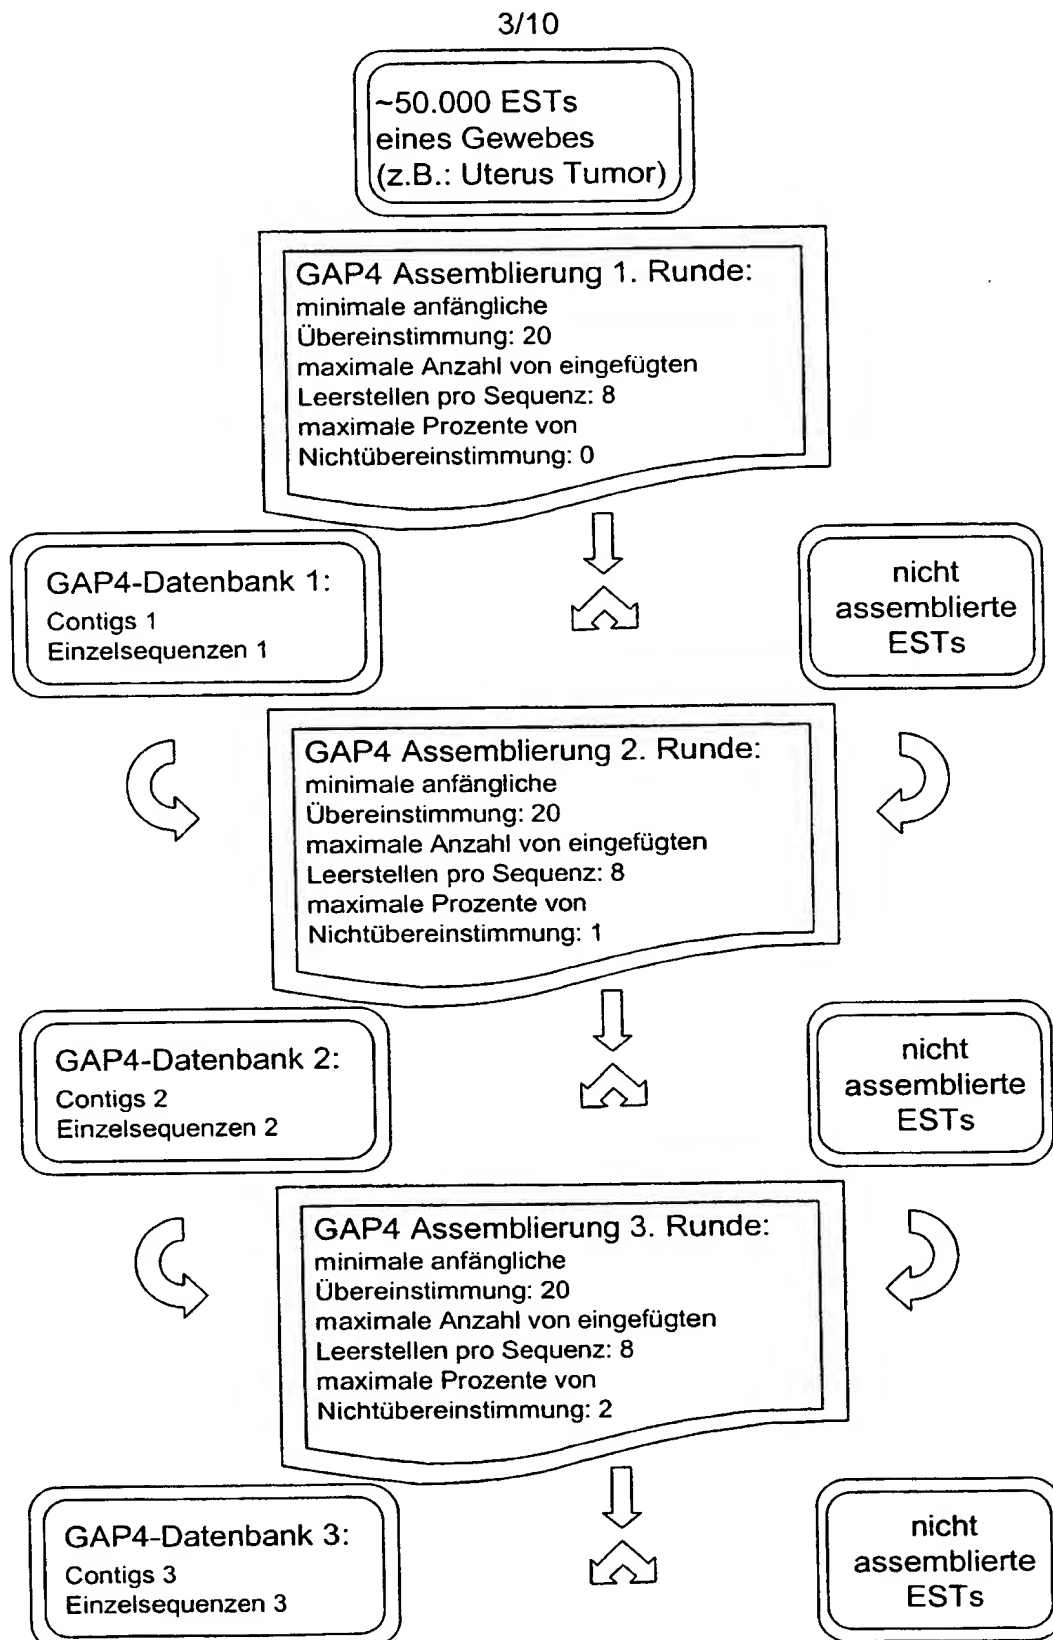 3/10
~50.000 ESTs
eines Gewebes
(z.B.: Uterus Tumor)
GAP4 Assemblierung 1. Runde:
minimale anfängliche
Übereinstimmung: 20
maximale Anzahl von eingefügten
Leerstellen pro Sequenz: 8
maximale Prozente von
Nichtübereinstimmung: 0
GAP4-Datenbank 1:
Contigs 1
Einzelsequenzen 1
nicht
assemblierte
ESTs
GAP4 Assemblierung 2. Runde:
minimale anfängliche
Übereinstimmung: 20
maximale Anzahl von eingefügten
Leerstellen pro Sequenz: 8
maximale Prozente von
Nichtübereinstimmung: 1
GAP4-Datenbank 2:
Contigs 2
Einzelsequenzen 2
nicht
assemblierte
ESTs
GAP4 Assemblierung 3. Runde:
minimale anfängliche
Übereinstimmung: 20
maximale Anzahl von eingefügten
Leerstellen pro Sequenz: 8
maximale Prozente von
Nichtübereinstimmung: 2
GAP4-Datenbank 3:
Contigs 3
Einzelsequenzen 3
nicht
assemblierte
ESTs